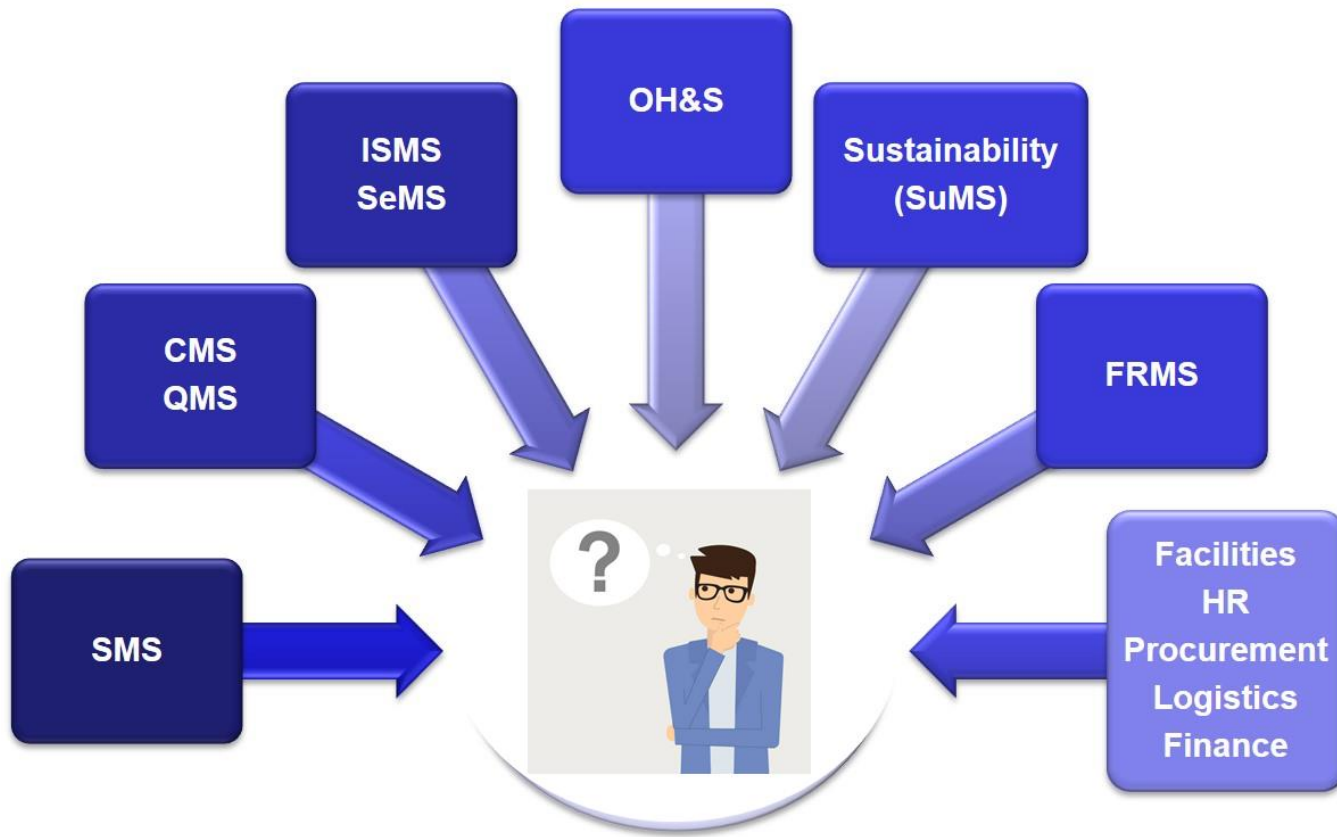 SMS
CMS
QMS
ISMS
SeMS
OH&S
Sustainability
(SuMS)
FRMS
Facilities
HR
Procurement
Logistics
Finance
?